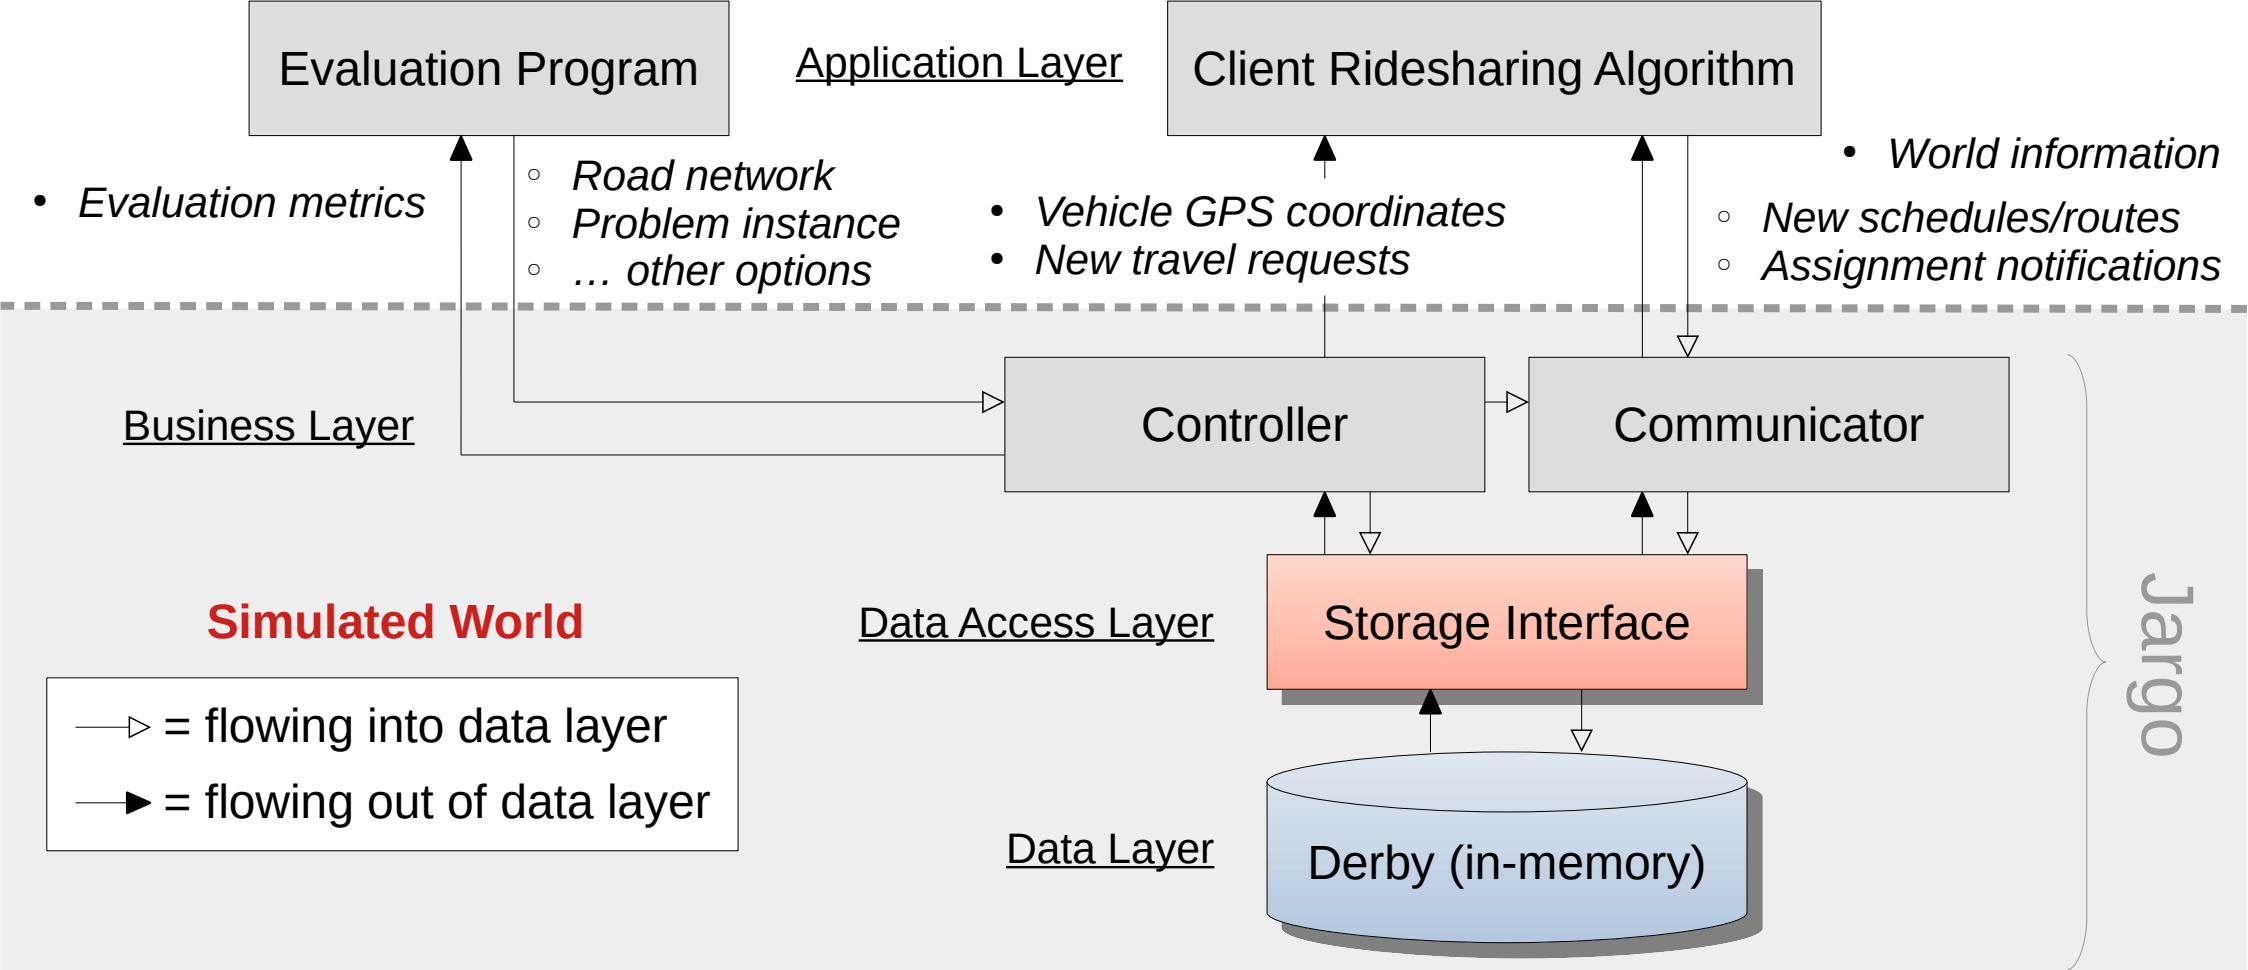 Evaluation Program
Application Layer
Client Ridesharing Algorithm
• Evaluation metrics
○ Road network
○ Problem instance
○ … other options
• Vehicle GPS coordinates
• New travel requests
• World information
○ New schedules/routes
○ Assignment notifications
Business Layer
Controller
Communicator
Simulated World
Data Access Layer
Storage Interface
Jargo
= flowing into data layer
= flowing out of data layer
Data Layer
Derby (in-memory)